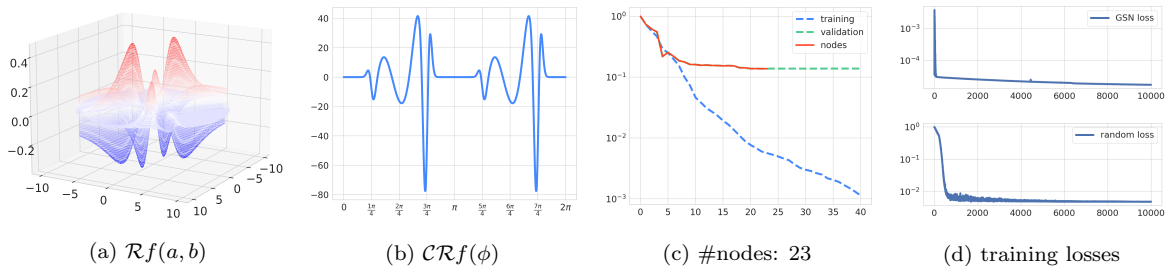 0.4
0.2
0.0
−0.2
−10
−5
0
5
10
10
5
0
−5
−10
(a) ℛf(a, b)
40
20
0
−20
−40
−60
−80
0
1π/4
2π/4
3π/4
π
5π/4
6π/4
7π/4
2π
(b) 𝒞ℛf(ϕ)
10⁰
10⁻¹
10⁻²
10⁻³
training
validation
nodes
0 5 10 15 20 25 30 35 40
(c) #nodes: 23
10⁻³
10⁻⁴
GSN loss
0 2000 4000 6000 8000 10000
10⁰
10⁻¹
10⁻²
random loss
0 2000 4000 6000 8000 10000
(d) training losses